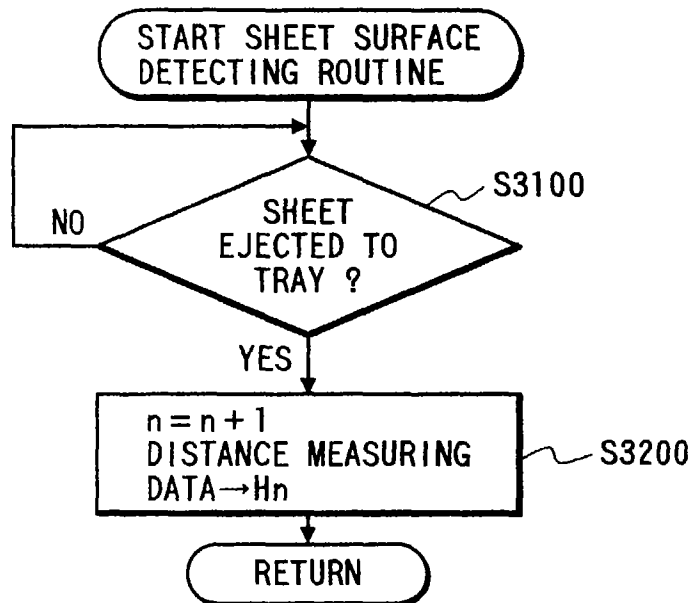 START SHEET SURFACE
DETECTING ROUTINE
S3100
NO
SHEET
EJECTED TO
TRAY ?
YES
n=n+1
DISTANCE MEASURING
DATA→Hn
S3200
RETURN